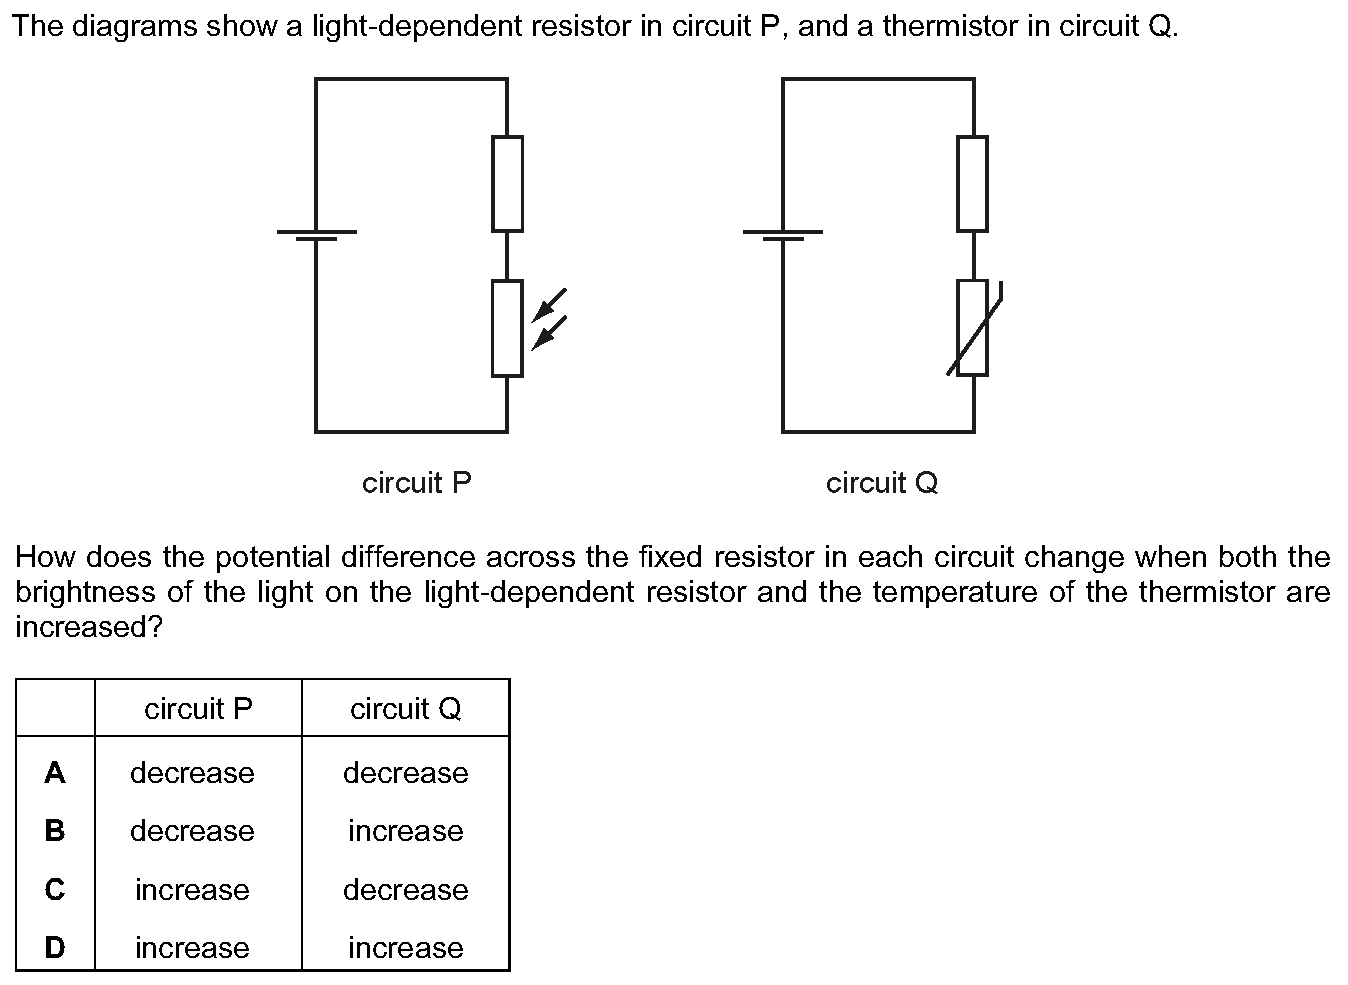 The diagrams show a light-dependent resistor in circuit P, and a thermistor in circuit Q.
circuit P
circuit Q
How does the potential difference across the fixed resistor in each circuit change when both the
brightness of the light on the light-dependent resistor and the temperature of the thermistor are
increased?
circuit P circuit Q
A decrease decrease
B decrease increase
C increase decrease
D increase increase